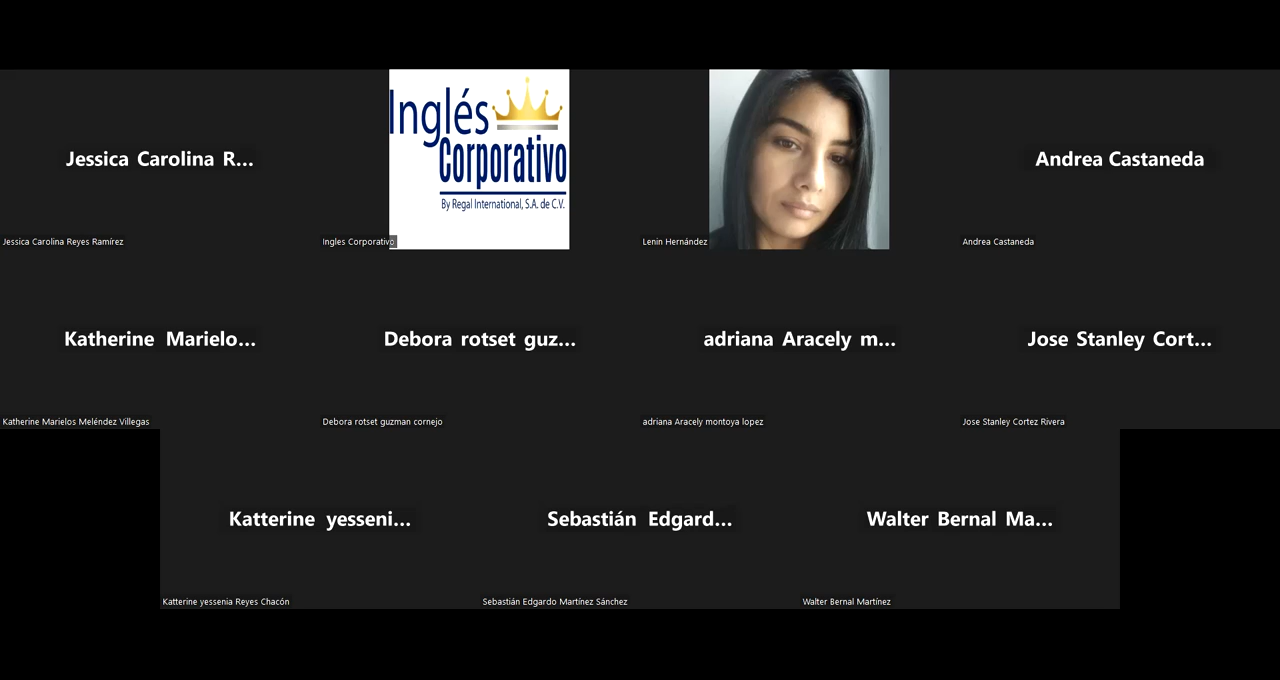 Jessica Carolina R...
Jessica Carolina Reyes Ramírez
Inglés
Corporativo
By Regal International, S.A. de C.V.
Ingles Corporativo
Lenin Hernández
Andrea Castaneda
Andrea Castaneda
Katherine Marielo...
Katherine Marielos Meléndez Villegas
Debora rotset guz...
Debora rotset guzman cornejo
adriana Aracely m...
adriana Aracely montoya lopez
Jose Stanley Cort...
Jose Stanley Cortez Rivera
Katterine yesseni...
Katterine yessenia Reyes Chacón
Sebastián Edgard...
Sebastián Edgardo Martínez Sánchez
Walter Bernal Ma...
Walter Bernal Martínez